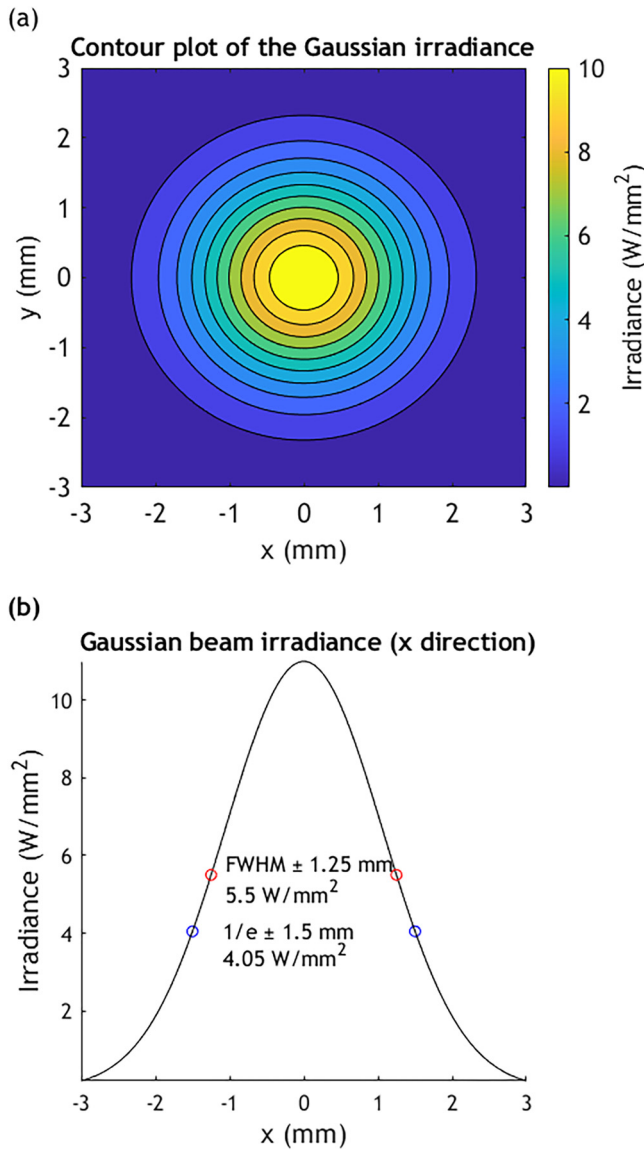 (a)
Contour plot of the Gaussian irradiance
3
2
1
0
-1
-2
-3
y (mm)
-3 -2 -1 0 1 2 3
x (mm)
10
8
6
4
2
Irradiance (W/mm²)
(b)
Gaussian beam irradiance (x direction)
10
8
6
4
2
Irradiance (W/mm²)
FWHM ± 1.25 mm
5.5 W/mm²
1/e ± 1.5 mm
4.05 W/mm²
-3 -2 -1 0 1 2 3
x (mm)